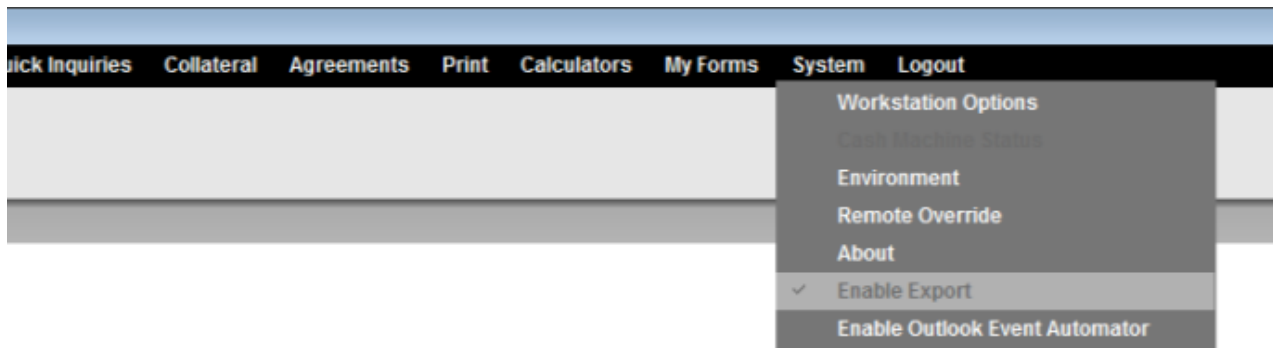 uick Inquiries Collateral Agreements Print Calculators My Forms System Logout
Workstation Options
Cash Machine Status
Environment
Remote Override
About
Enable Export
Enable Outlook Event Automator